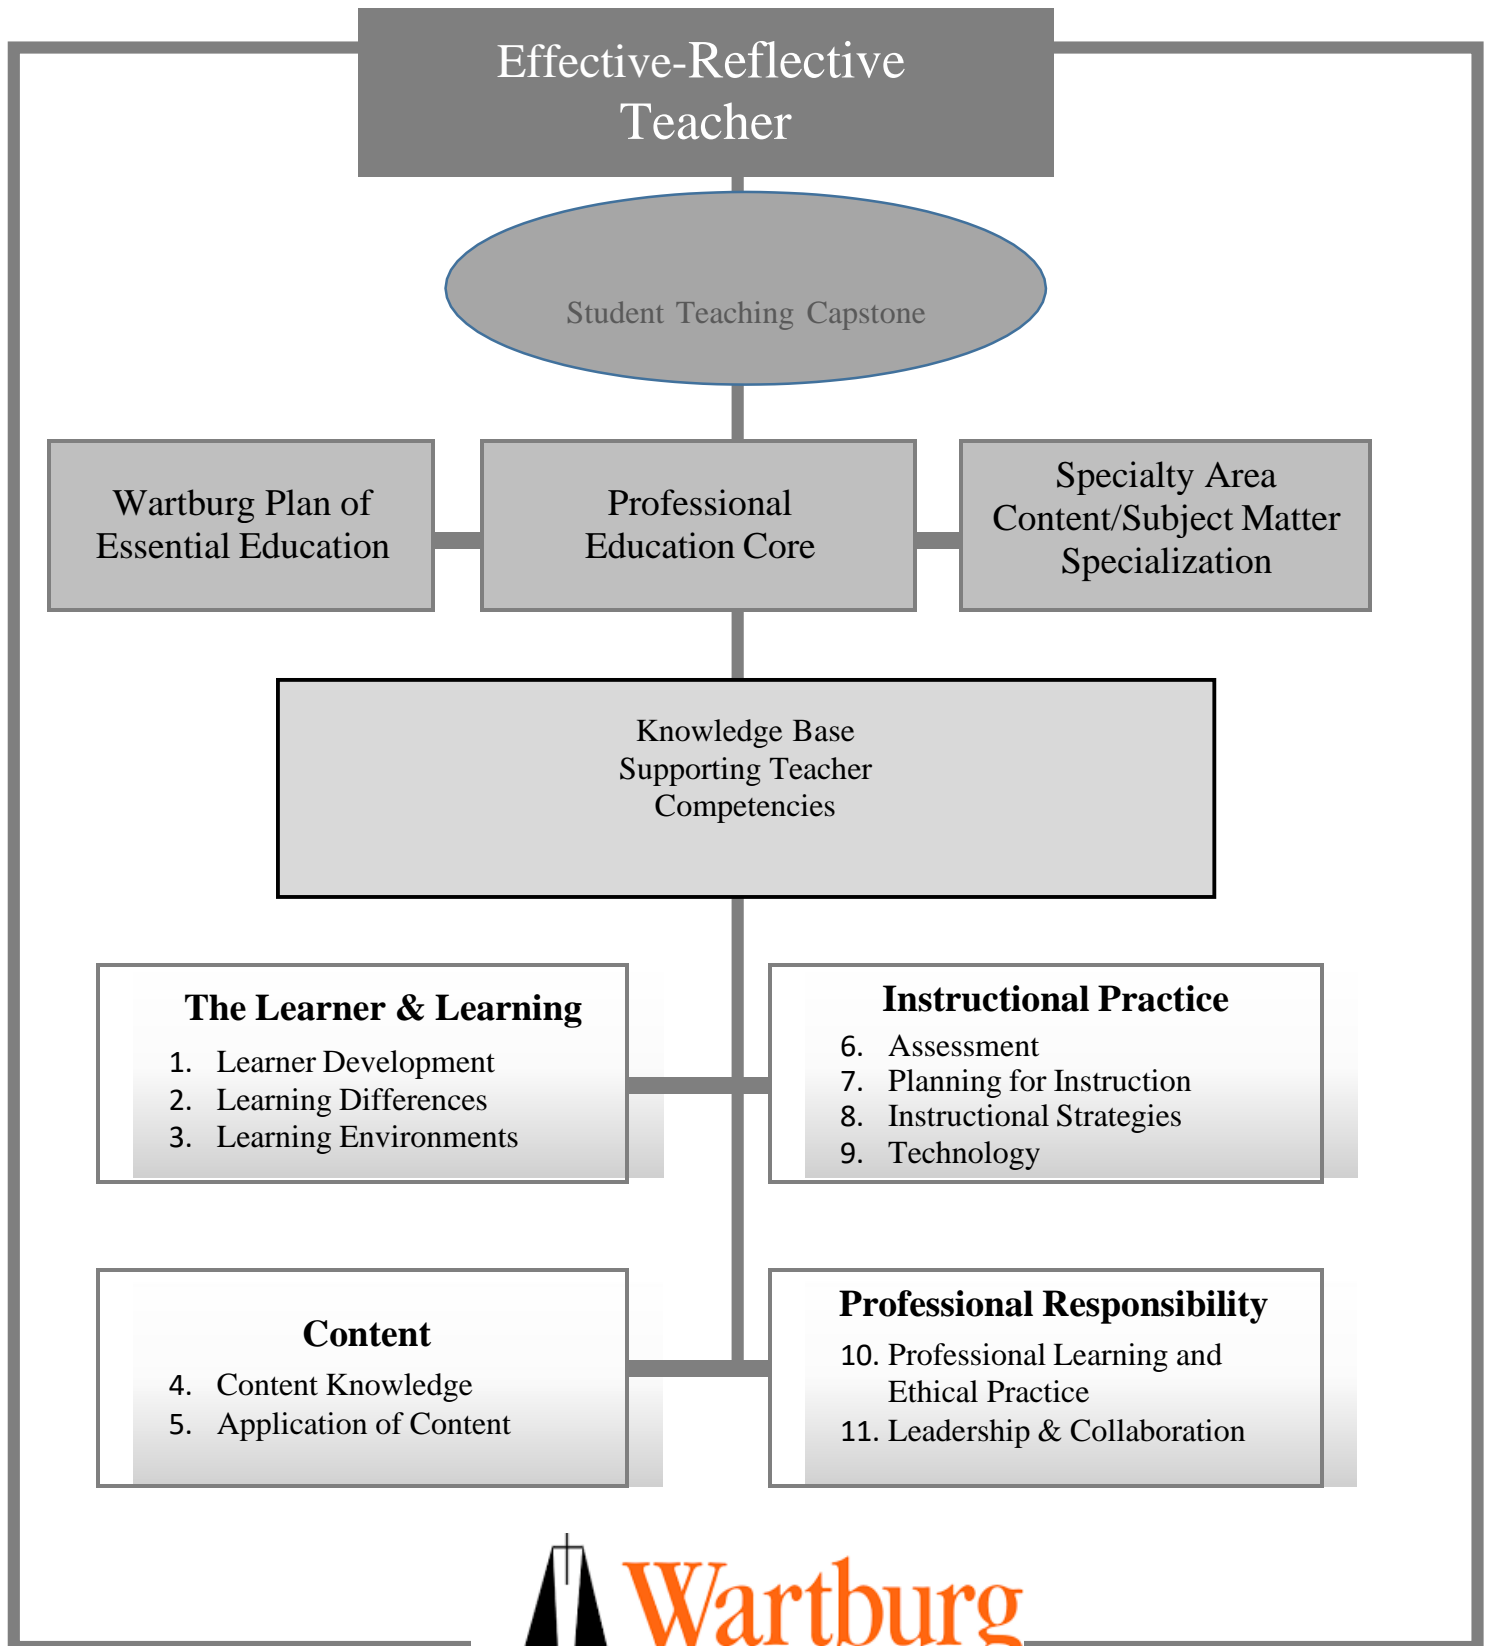 Effective-Reflective
Teacher
Student Teaching Capstone
Wartburg Plan of
Essential Education
Professional
Education Core
Specialty Area
Content/Subject Matter
Specialization
Knowledge Base
Supporting Teacher
Competencies
The Learner & Learning
1. Learner Development
2. Learning Differences
3. Learning Environments
Instructional Practice
6. Assessment
7. Planning for Instruction
8. Instructional Strategies
9. Technology
Content
4. Content Knowledge
5. Application of Content
Professional Responsibility
10. Professional Learning and
Ethical Practice
11. Leadership & Collaboration
Wartburg